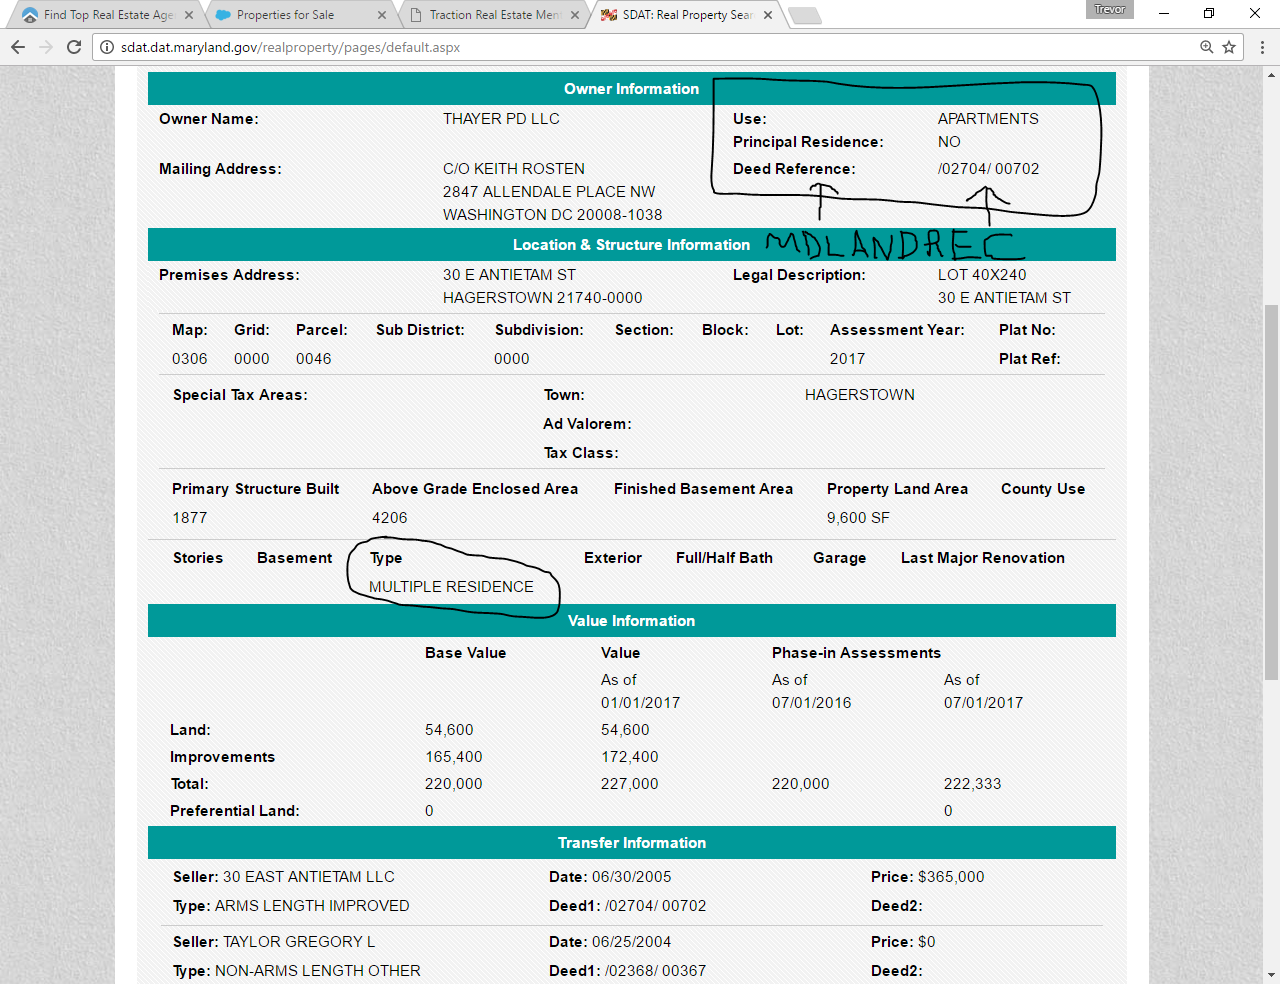 Find Top Real Estate Age
Properties for Sale
Traction Real Estate Men
SDAT: Real Property Sear
Trevor
sdat.dat.maryland.gov/realproperty/pages/default.aspx
Owner Information
Owner Name: THAYER PD LLC Use: APARTMENTS
Principal Residence: NO
Mailing Address: C/O KEITH ROSTEN Deed Reference: /02704/ 00702
2847 ALLENDALE PLACE NW
WASHINGTON DC 20008-1038
MDLANDREC
Location & Structure Information
Premises Address: 30 E ANTIETAM ST Legal Description: LOT 40X240
HAGERSTOWN 21740-0000 30 E ANTIETAM ST
Map: Grid: Parcel: Sub District: Subdivision: Section: Block: Lot: Assessment Year: Plat No:
0306 0000 0046 0000 2017 Plat Ref:
Special Tax Areas: Town: HAGERSTOWN
Ad Valorem:
Tax Class:
Primary Structure Built Above Grade Enclosed Area Finished Basement Area Property Land Area County Use
1877 4206 9,600 SF
Stories Basement Type Exterior Full/Half Bath Garage Last Major Renovation
MULTIPLE RESIDENCE
Value Information
Base Value Value Phase-in Assessments
As of As of As of
01/01/2017 07/01/2016 07/01/2017
Land: 54,600 54,600
Improvements 165,400 172,400
Total: 220,000 227,000 220,000 222,333
Preferential Land: 0 0
Transfer Information
Seller: 30 EAST ANTIETAM LLC Date: 06/30/2005 Price: $365,000
Type: ARMS LENGTH IMPROVED Deed1: /02704/ 00702 Deed2:
Seller: TAYLOR GREGORY L Date: 06/25/2004 Price: $0
Type: NON-ARMS LENGTH OTHER Deed1: /02368/ 00367 Deed2: